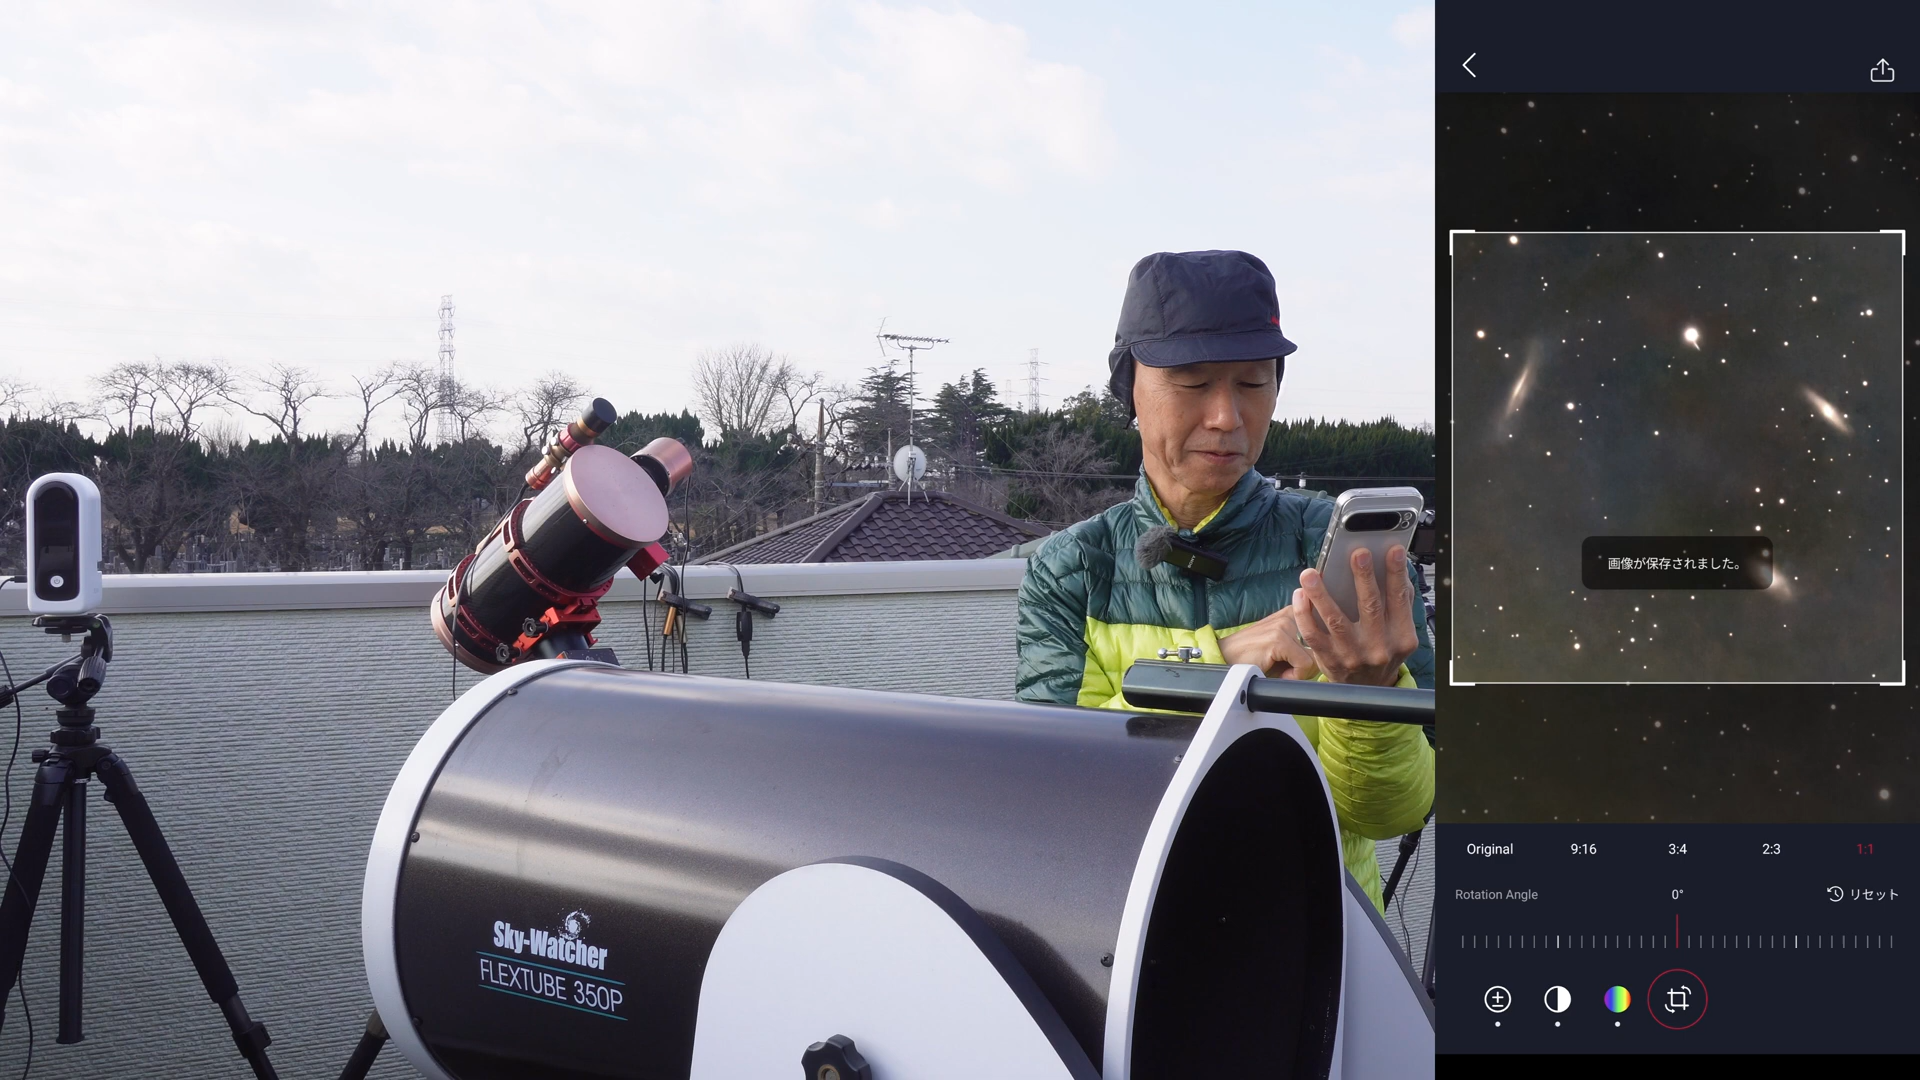 Sky-Watcher
FLEXTUBE 350P
画像が保存されました。
Original
9:16
3:4
2:3
1:1
Rotation Angle
0°
リセット